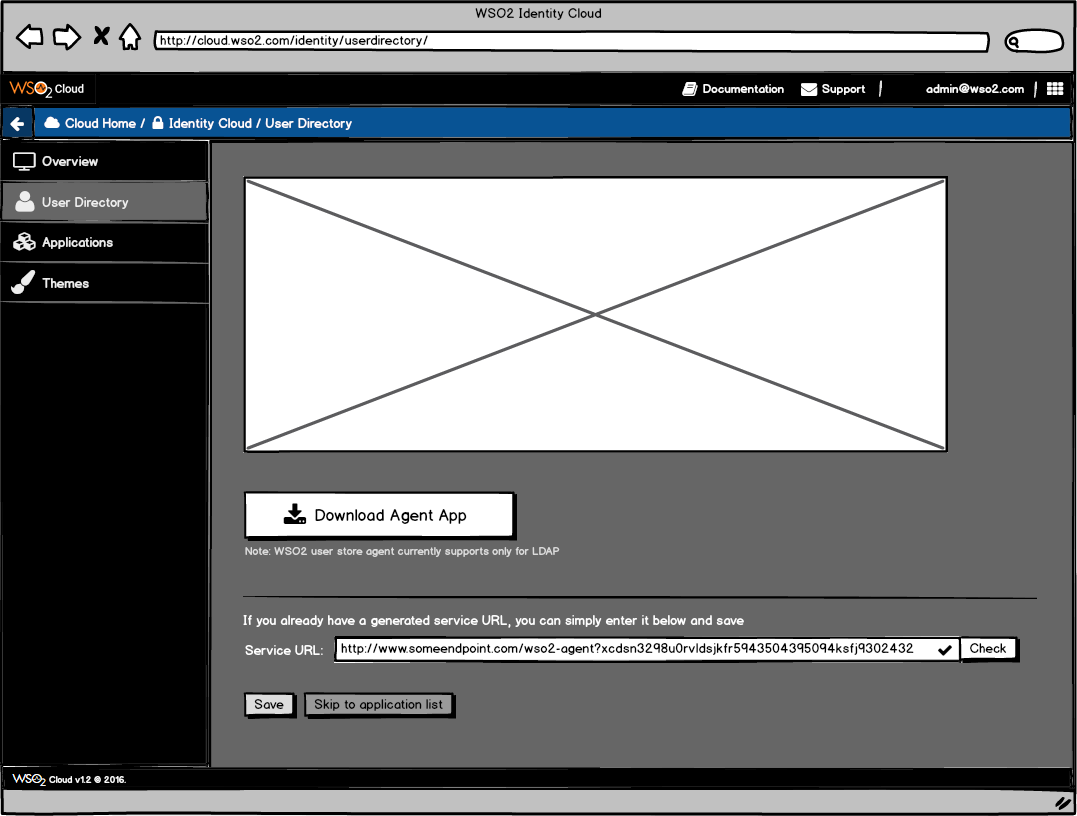 WSO2 Identity Cloud
http://cloud.wso2.com/identity/userdirectory/
WSO2 Cloud
Documentation
Support
admin@wso2.com
Cloud Home / Identity Cloud / User Directory
Overview
User Directory
Applications
Themes
Download Agent App
Note: WSO2 user store agent currently supports only for LDAP
If you already have a generated service URL, you can simply enter it below and save
Service URL: http://www.someendpoint.com/wso2-agent?xcdsn3298u0rvldsjkfr5943504395094ksfj9302432 Check
Save
Skip to application list
WSO2 Cloud v1.2 © 2016.